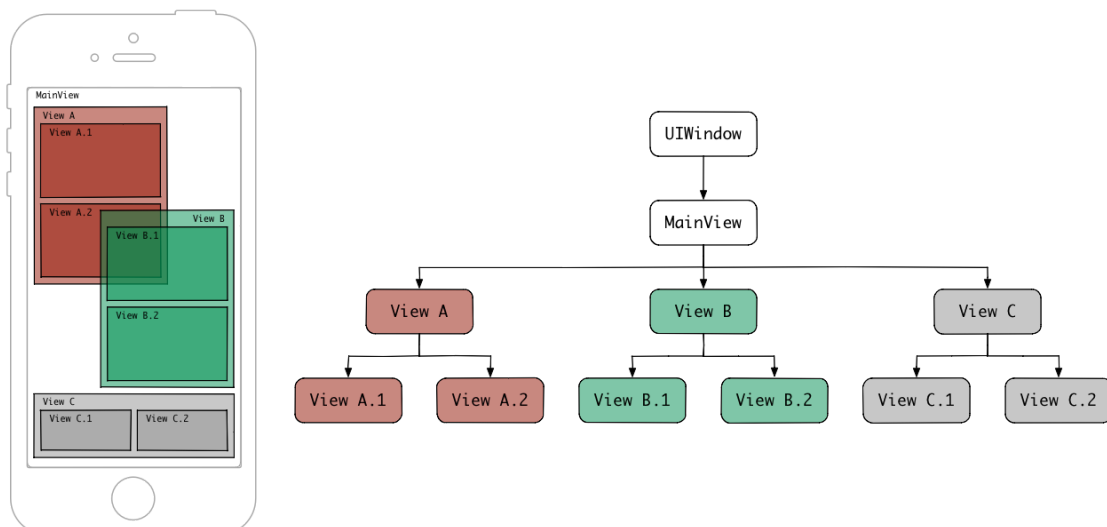 MainView
View A
View A.1
View A.2
View B
View B.1
View B.2
View C
View C.1 View C.2
UIWindow
MainView
View A View B View C
View A.1 View A.2 View B.1 View B.2 View C.1 View C.2